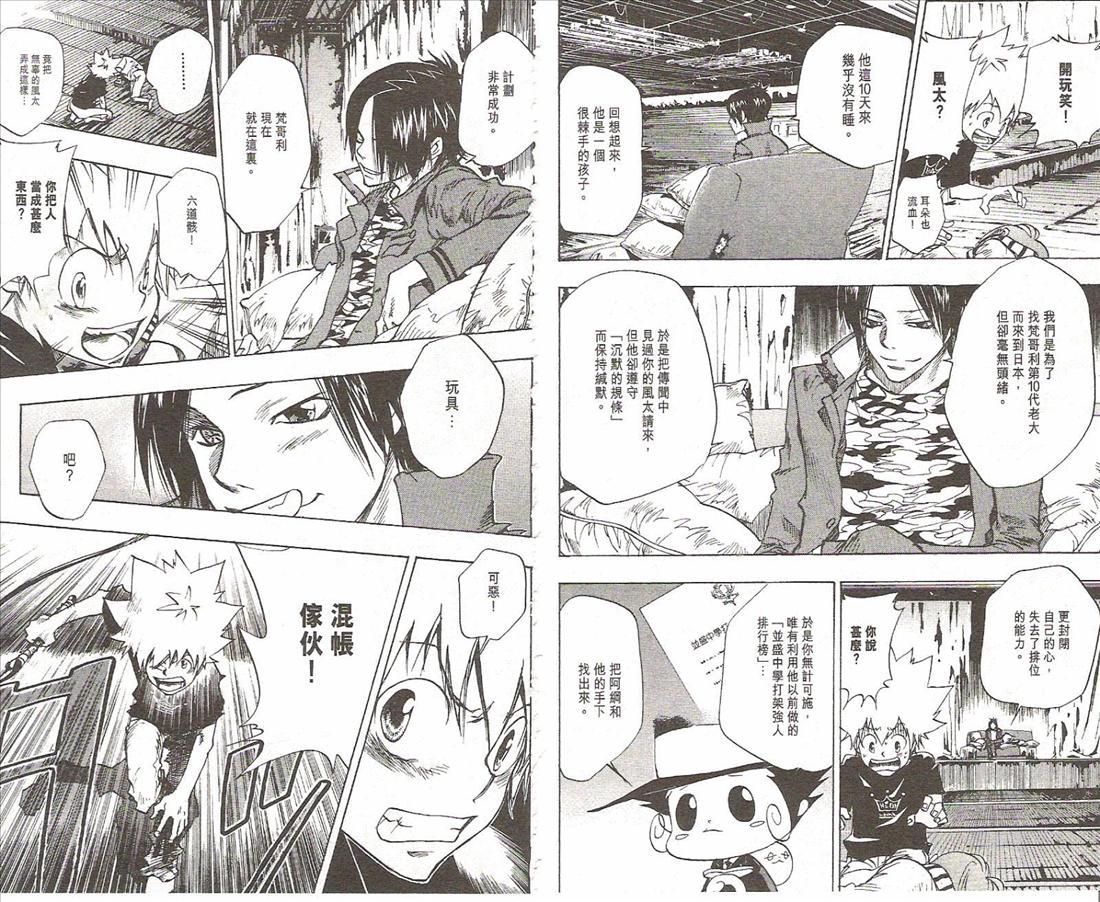 開玩笑！
風太？
耳朵也
流血！
他這10天來
幾乎沒有睡。
回想起來，
他是一個
很棘手的孩子。
我們是為了
找梵哥利第10代老大
而來到日本，
但卻毫無頭緒。
於是把傳聞中
見過你的風太請來，
但他卻遵守
「沉默的規條」
而保持緘默。
更封閉
自己的心，
失去了排位
的能力。
你說
甚麼？
並盛中學打
於是你無計可施，
唯有利用他以前做的
「並盛中學打架強人
排行榜」…
把阿綱和
他的手下
找出來。
計劃
非常成功。
梵哥利
現在
就在這裏。
……
竟把
無辜的風太
弄成這樣…
六道骸！
你把人
當成甚麼
東西？
玩具…
吧？
可惡！
混帳
傢伙！